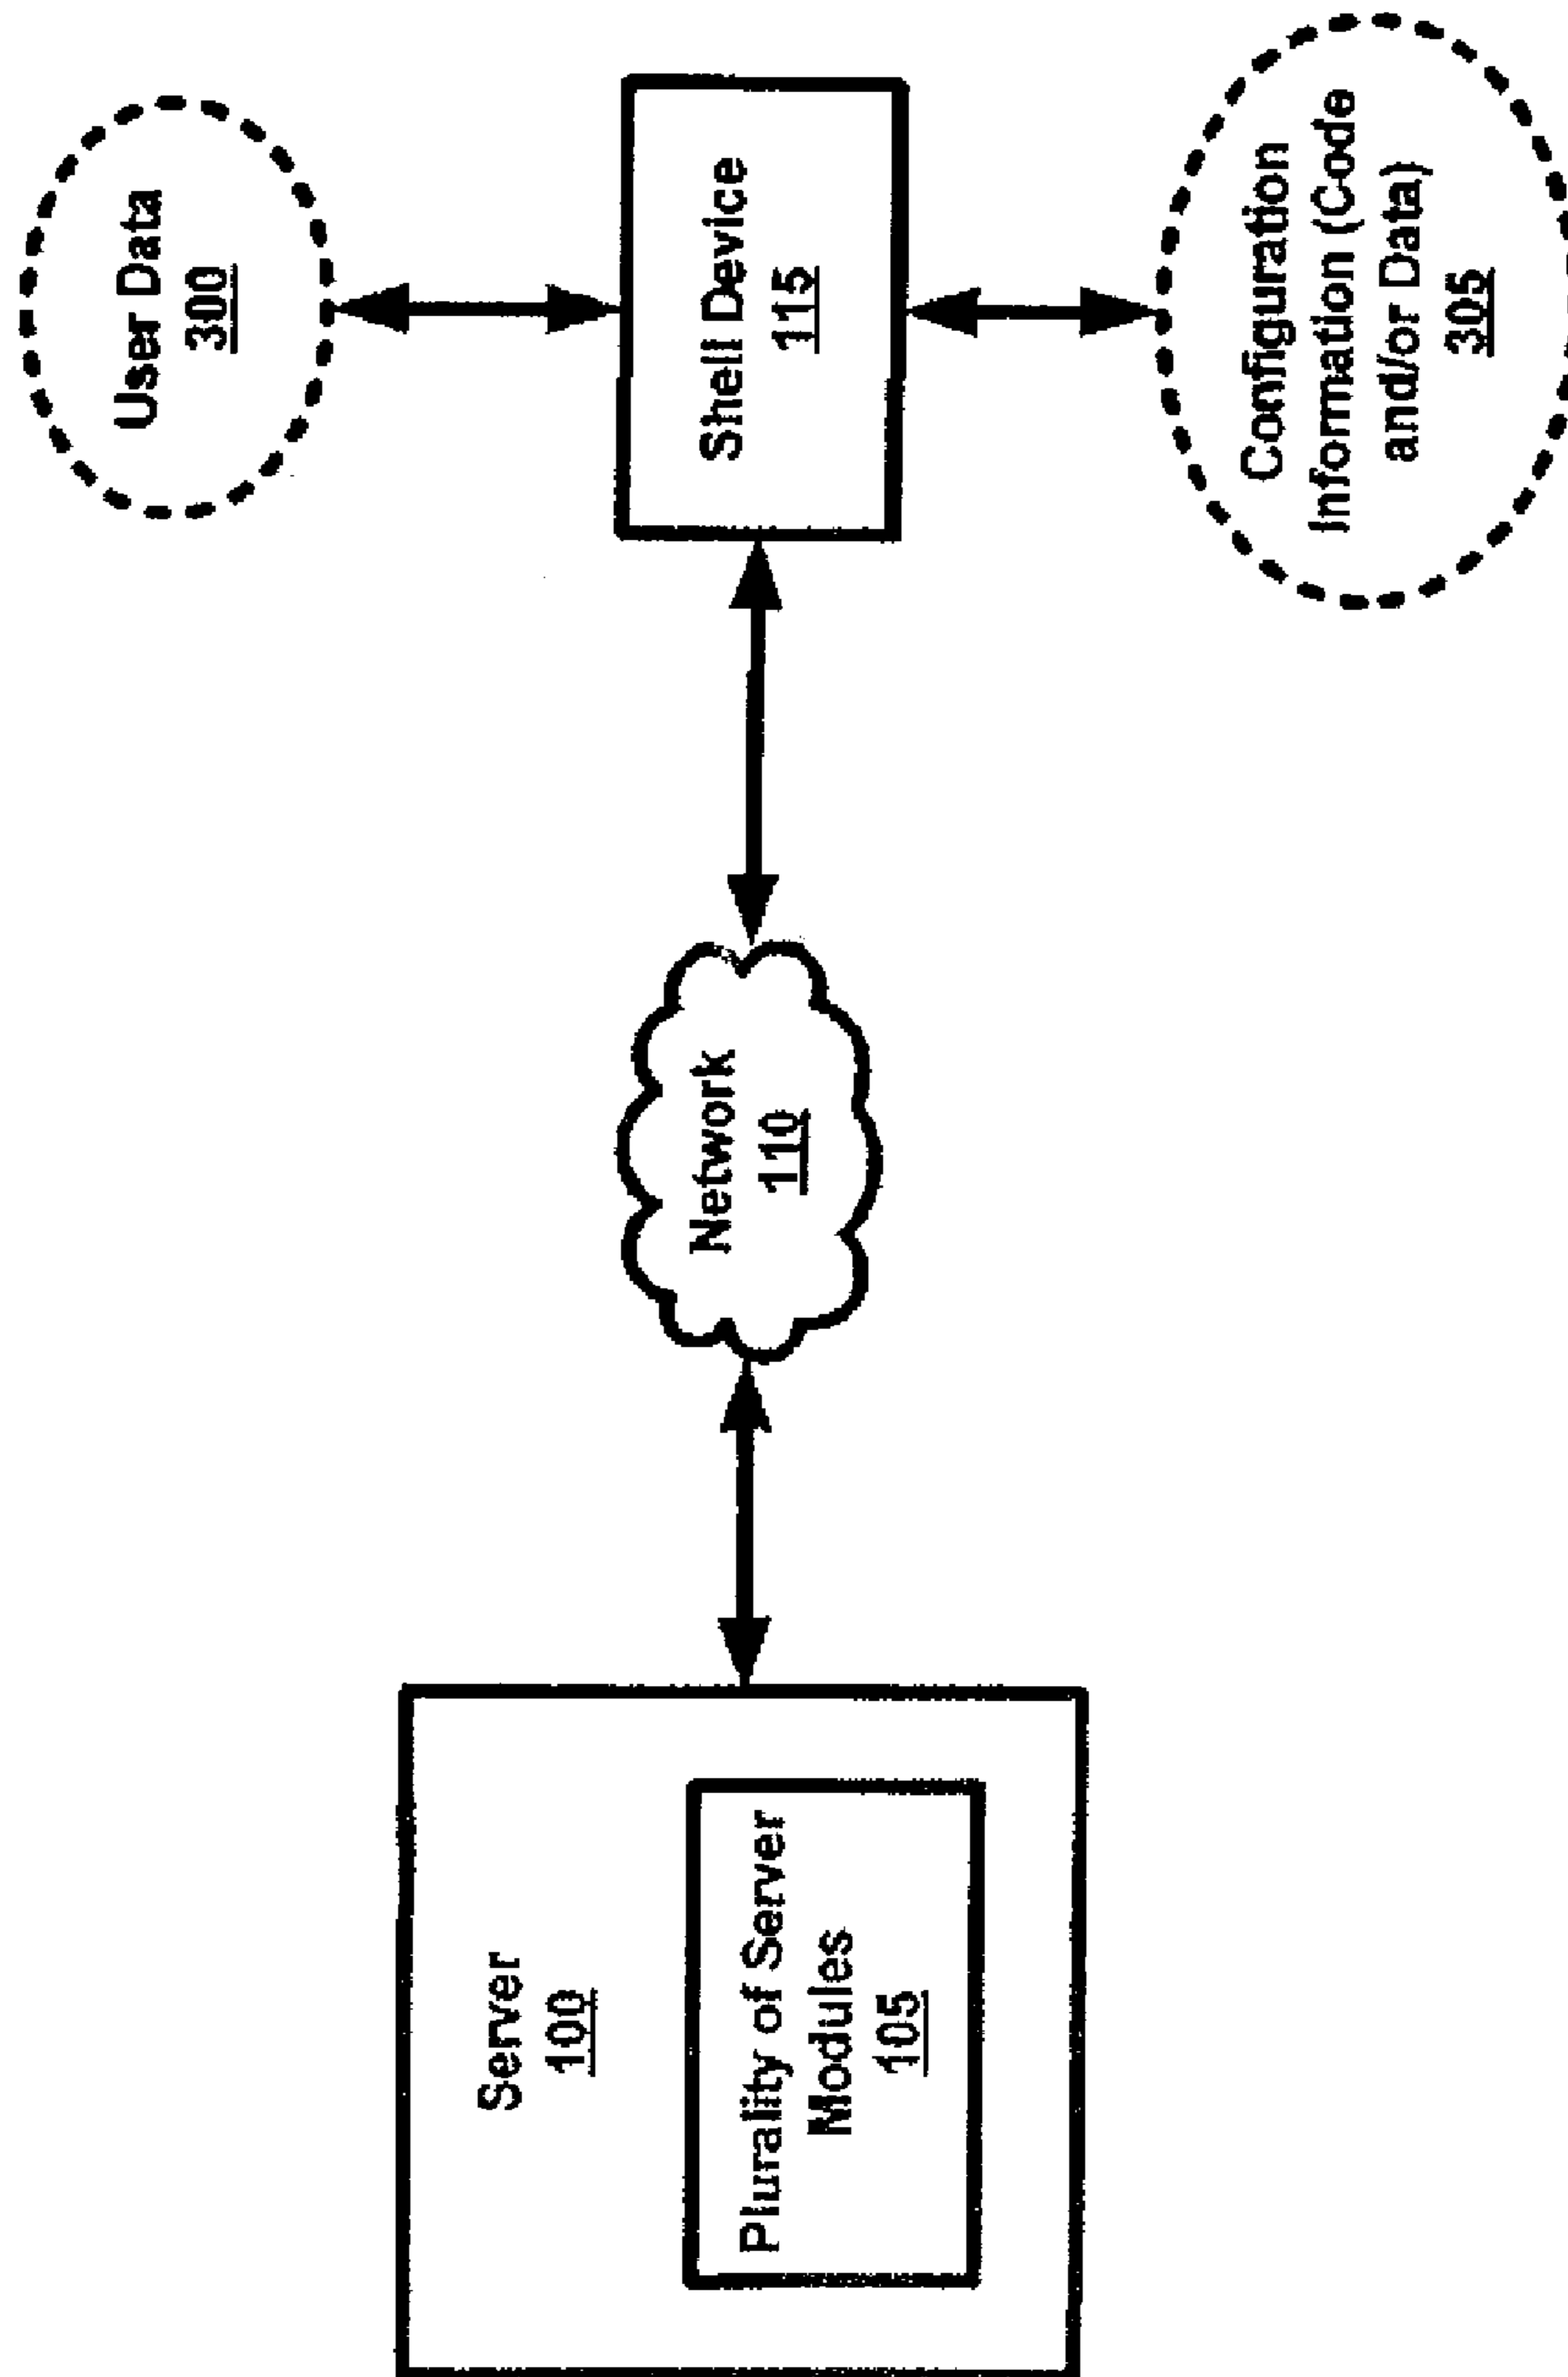 Server
100
Plurality of Server
Modules
105
Network
110
User Data
300
Shell Device
115
Configuration
Information (Code
and/or Data)
305